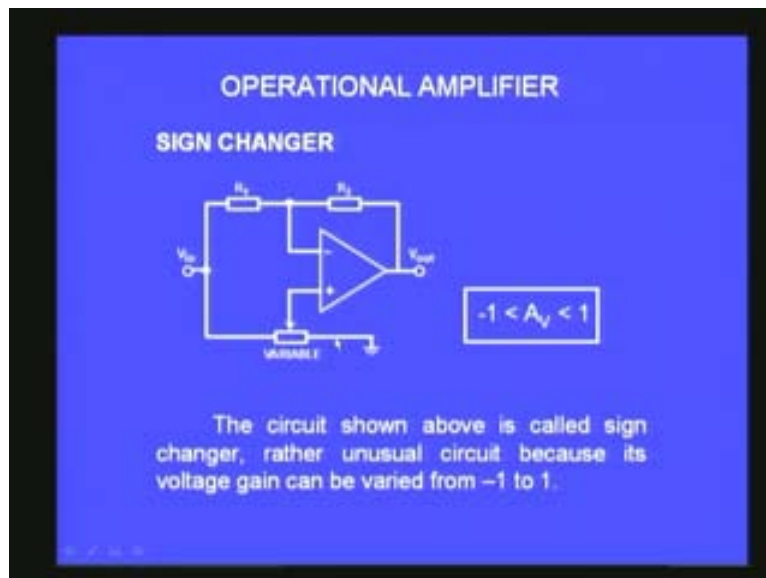 OPERATIONAL AMPLIFIER
SIGN CHANGER
R₁ R₂
Vin Vout
-
+
-1 < AV < 1
VARIABLE
The circuit shown above is called sign
changer, rather unusual circuit because its
voltage gain can be varied from –1 to 1.